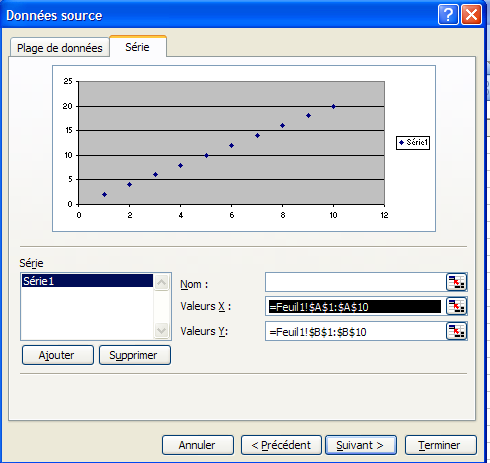 Données source
Plage de données
Série
25
20
15
10
5
0
0 2 4 6 8 10 12
Série1
Série
Série1
Nom :
Valeurs X :
=Feuil1!$A$1:$A$10
Valeurs Y:
=Feuil1!$B$1:$B$10
Ajouter
Supprimer
Annuler
< Précédent
Suivant >
Terminer